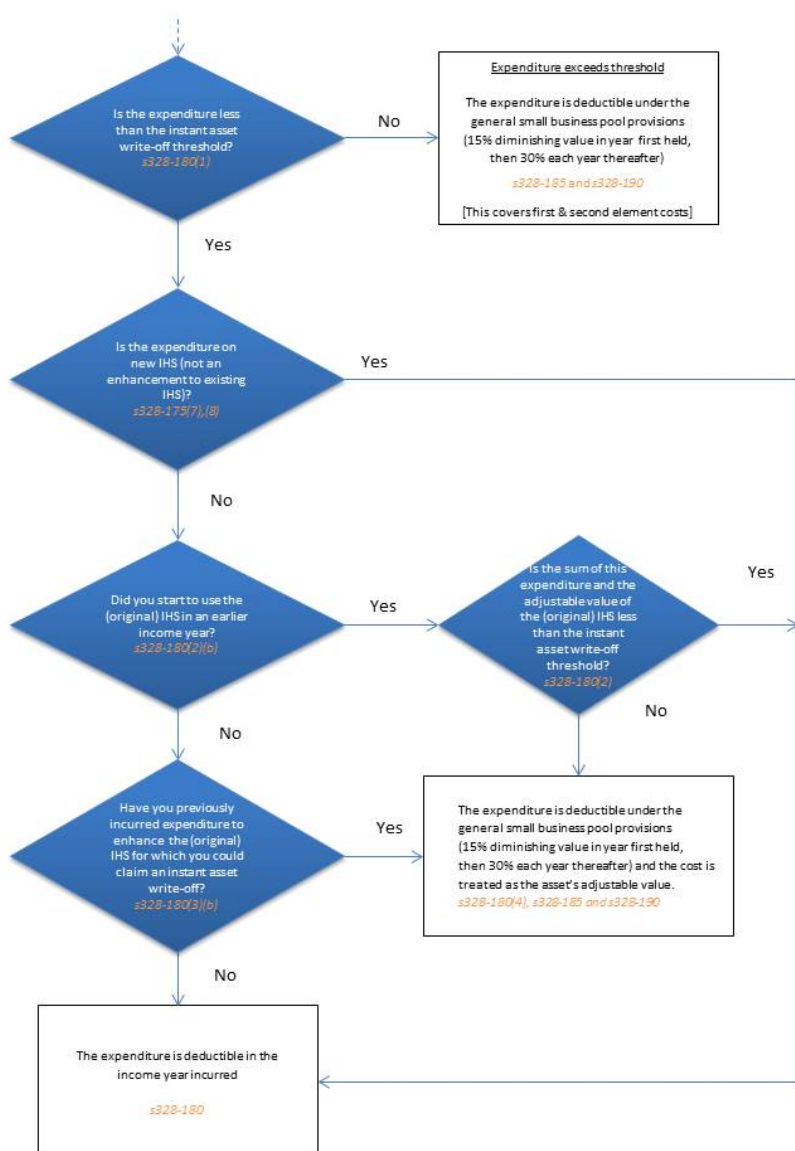 Is the expenditure less
than the instant asset
write-off threshold?
s328-180(1)
No
Expenditure exceeds threshold
The expenditure is deductible under the
general small business pool provisions
(15% diminishing value in year first held,
then 30% each year thereafter)
s328-185 and s328-190
[This covers first & second element costs]
Yes
Is the expenditure on
new IHS (not an
enhancement to existing
IHS)?
s328-175(7),(8)
Yes
No
Did you start to use the
(original) IHS in an earlier
income year?
s328-180(2)(b)
Yes
Is the sum of this
expenditure and the
adjustable value of
the (original) IHS less
than the instant
asset write-off
threshold?
s328-180(2)
Yes
No
No
Have you previously
incurred expenditure to
enhance the (original)
IHS for which you could
claim an instant asset
write-off?
s328-180(3)(b)
Yes
The expenditure is deductible under the
general small business pool provisions
(15% diminishing value in year first held,
then 30% each year thereafter) and the cost is
treated as the asset's adjustable value.
s328-180(4), s328-185 and s328-190
No
The expenditure is deductible in the
income year incurred
s328-180